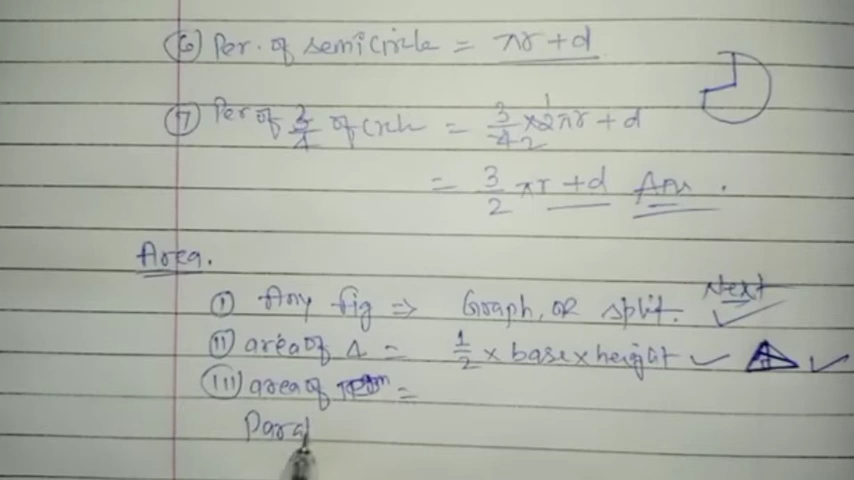 ⑥ Per. of semicircle = πr + d
⑦ Per of 3/4 of circle = 3/4 × 2πr + d
= 3/2 πr + d Ans.
Area.
① Any fig ⇒ Graph, OR split. Next ✓
(II) area of Δ = 1/2 × base × height ✓ ✓
(III) area of =
Paral